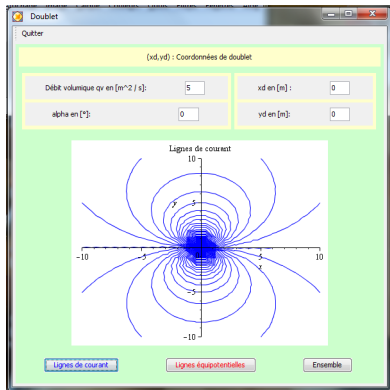 Doublet
Quitter
(xd,yd) : Coordonnées de doublet
Débit volumique qv en [m^2 / s]: 5 xd en [m] : 0
alpha en [°]: 0 yd en [m]: 0
Lignes de courant
10
y 5
-10 -5 5 10
x
-5
-10
Lignes de courant Lignes équipotentielles Ensemble